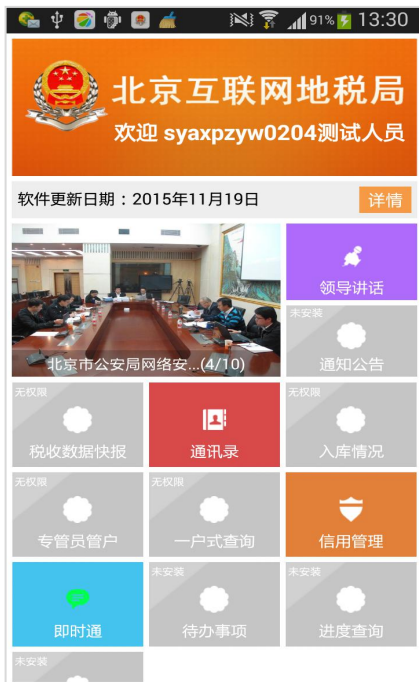 91% 13:30
北京互联网地税局
欢迎 syaxpzyw0204测试人员
软件更新日期：2015年11月19日 详情
北京市公安局网络安...(4/10)
领导讲话
未安装
通知公告
无权限
税收数据快报
通讯录
无权限
入库情况
无权限
专管员管户
无权限
一户式查询
信用管理
即时通
未安装
待办事项
未安装
进度查询
未安装